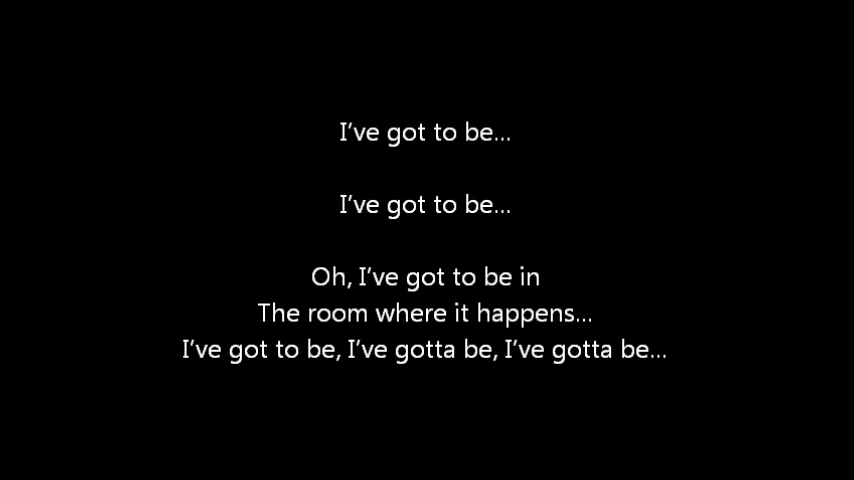 I've got to be...
I've got to be...
Oh, I've got to be in
The room where it happens...
I've got to be, I've gotta be, I've gotta be...